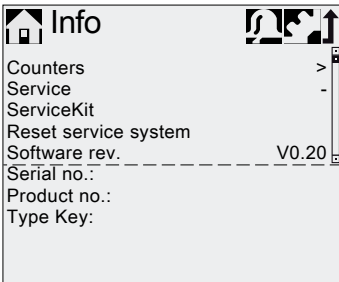 Info
Counters >
Service -
ServiceKit
Reset service system
Software rev. V0.20
Serial no.:
Product no.:
Type Key: